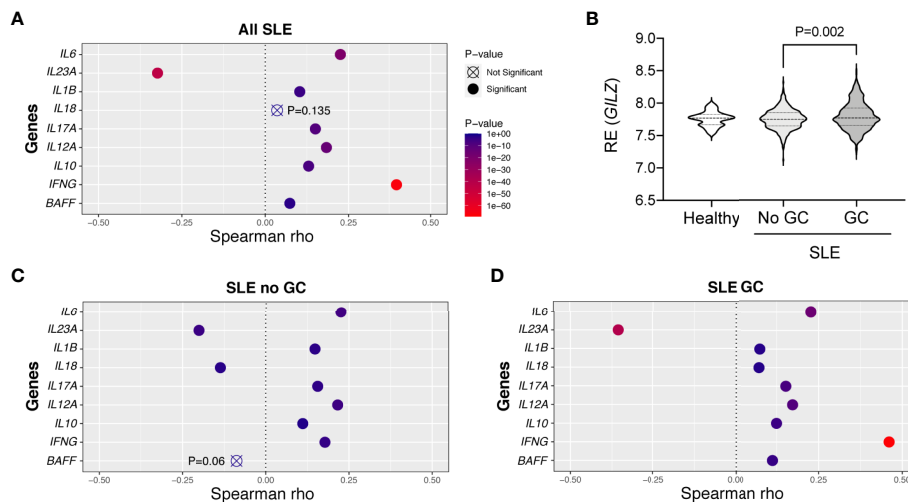 A
All SLE
Genes
IL6
IL23A
IL1B
IL18
IL17A
IL12A
IL10
IFNG
BAFF
P=0.135
−0.50
−0.25
0.00
0.25
0.50
Spearman rho
P−value
Not Significant
Significant
P−value
1e+00
1e−10
1e−20
1e−30
1e−40
1e−50
1e−60
B
P=0.002
RE (GILZ)
9.0
8.5
8.0
7.5
7.0
6.5
Healthy
No GC
GC
SLE
C
SLE no GC
Genes
IL6
IL23A
IL1B
IL18
IL17A
IL12A
IL10
IFNG
BAFF
P=0.06
−0.50
−0.25
0.00
0.25
0.50
Spearman rho
D
SLE GC
Genes
IL6
IL23A
IL1B
IL18
IL17A
IL12A
IL10
IFNG
BAFF
−0.50
−0.25
0.00
0.25
0.50
Spearman rho